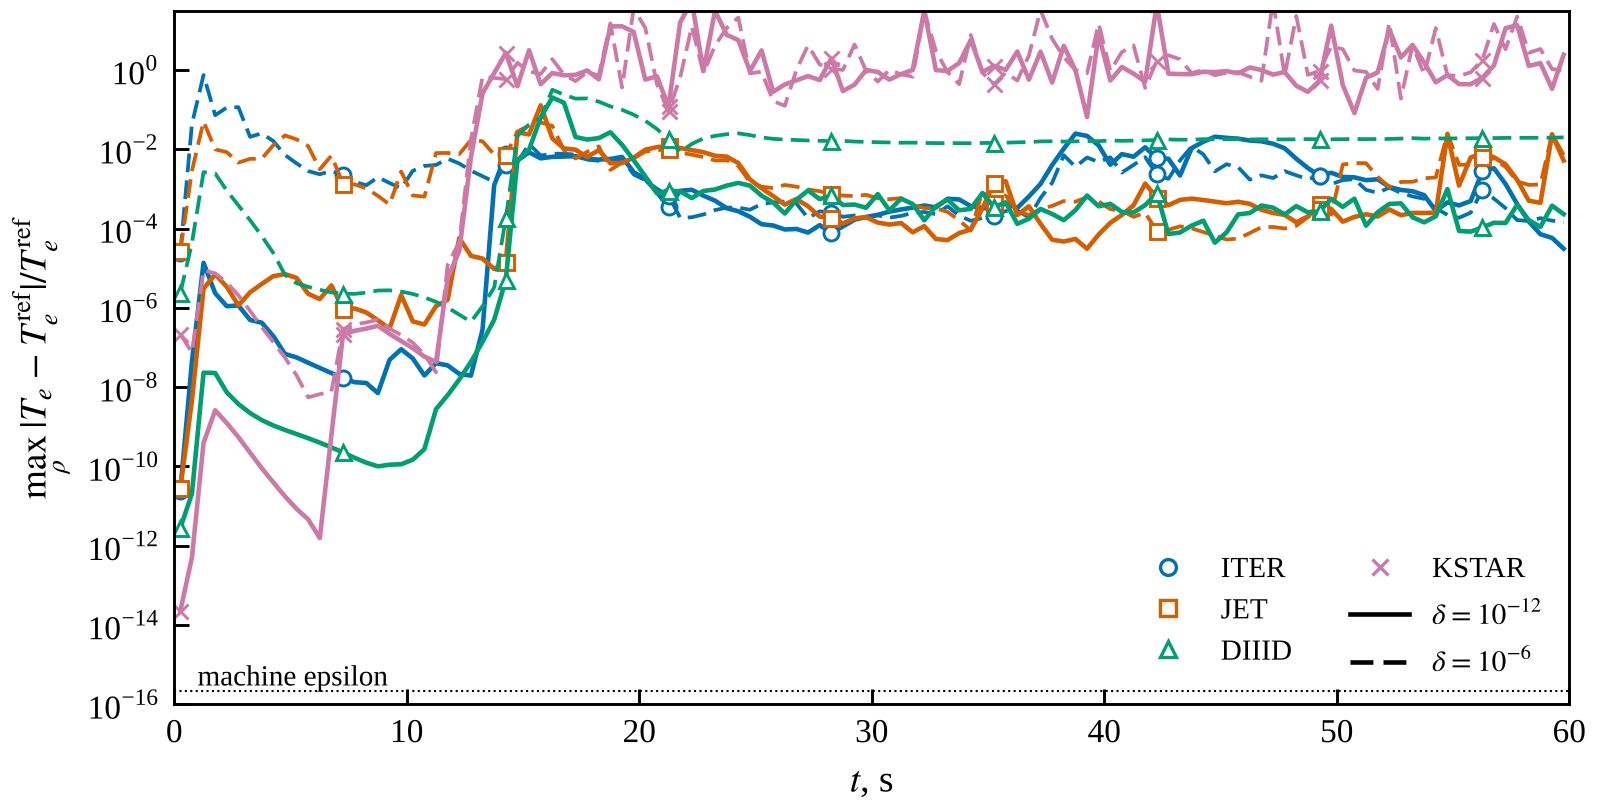 max_ρ |T_e − T_e^ref|/T_e^ref
10^0
10^−2
10^−4
10^−6
10^−8
10^−10
10^−12
10^−14
10^−16
machine epsilon
ITER
JET
DIIID
KSTAR
δ = 10^−12
δ = 10^−6
0 10 20 30 40 50 60
t, s